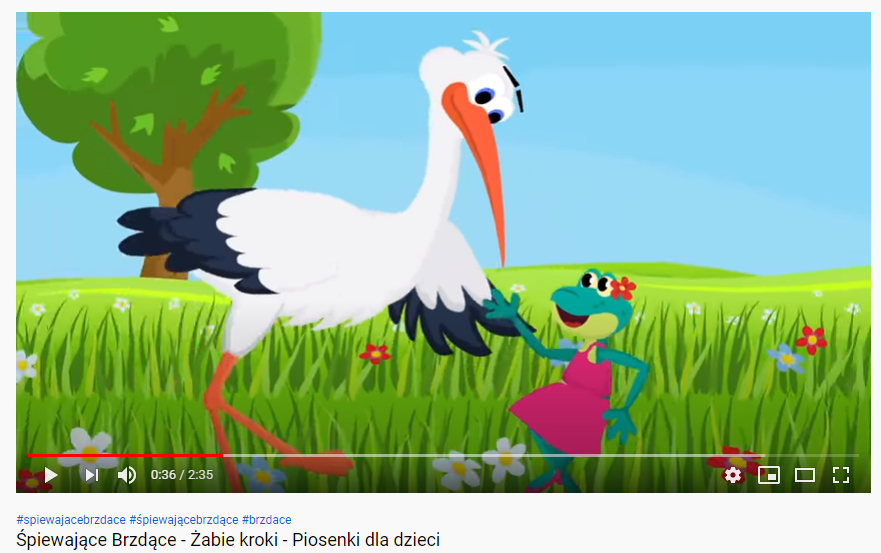 0:36 / 2:35
#spiewajacebrzdace #śpiewającebrzdące #brzdace
Śpiewające Brzdące - Żabie kroki - Piosenki dla dzieci